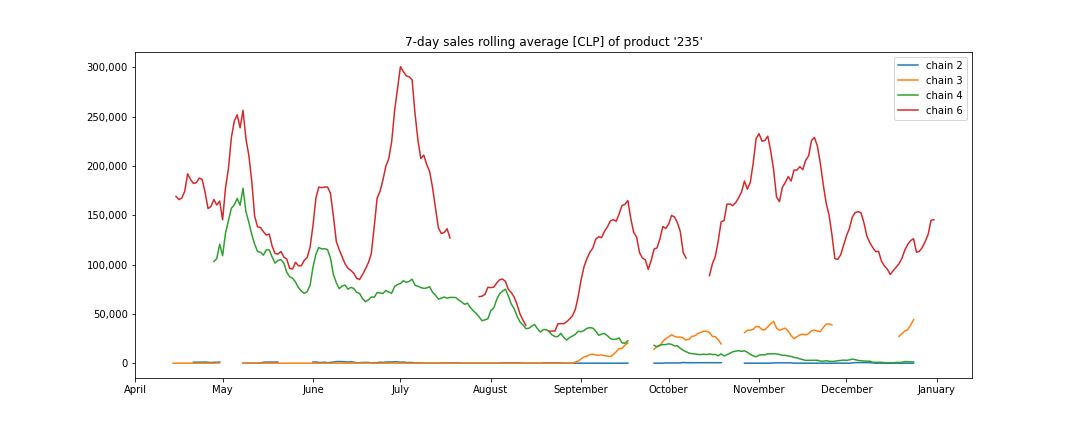 7-day sales rolling average [CLP] of product '235'
300,000
250,000
200,000
150,000
100,000
50,000
0
chain 2
chain 3
chain 4
chain 6
April May June July August September October November December January